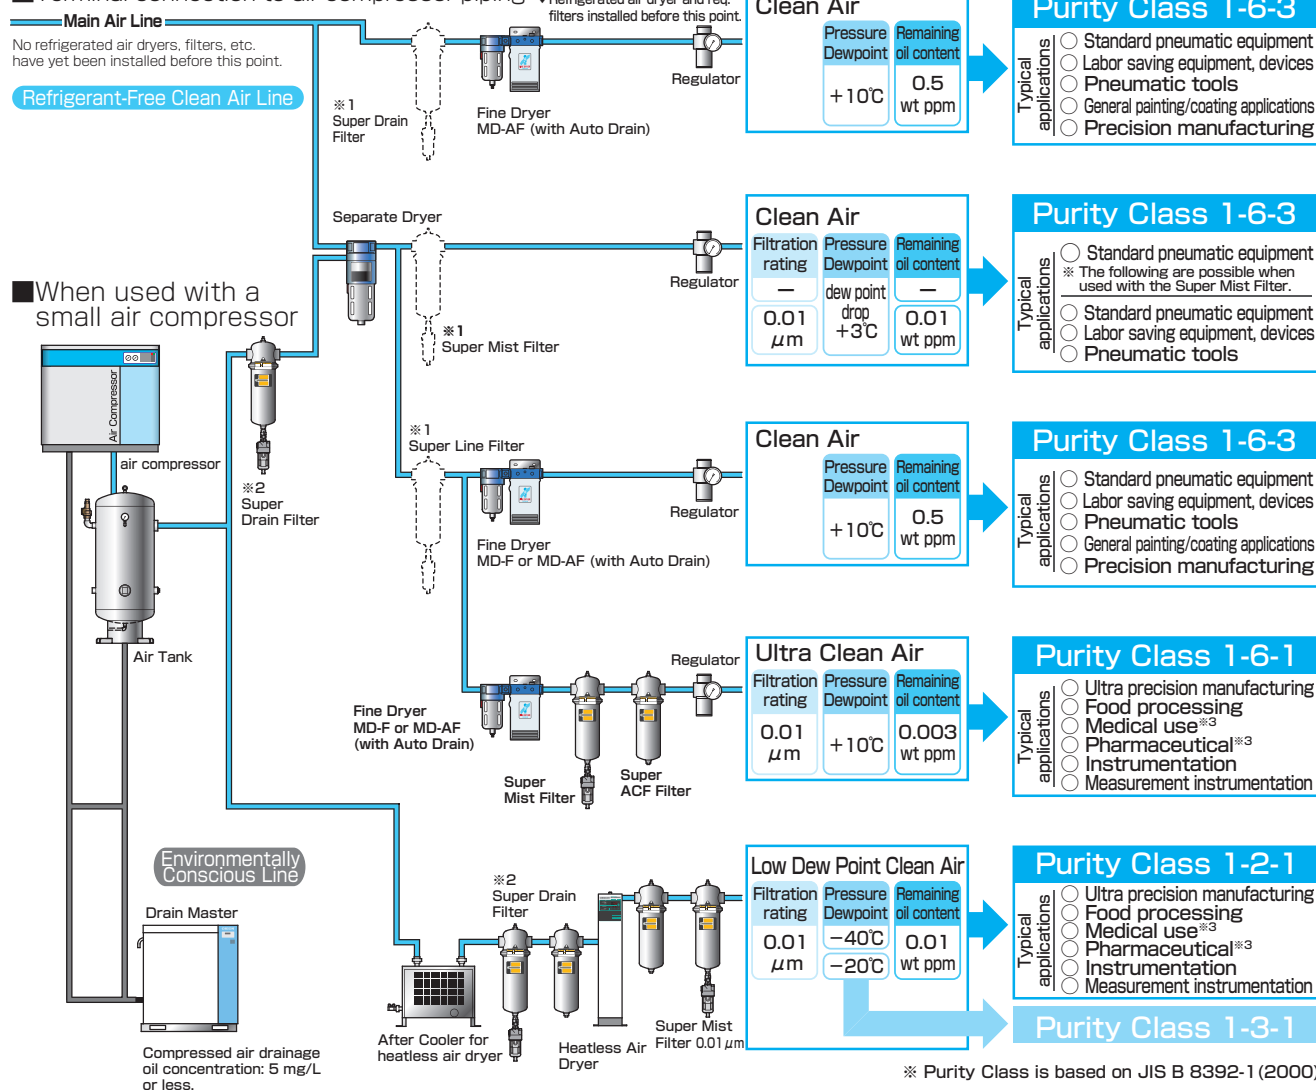 ■Terminal connection to air compressor piping
Refrigerated air dryer and req.
filters installed before this point.
Main Air Line
No refrigerated air dryers, filters, etc.
have yet been installed before this point.
Refrigerant-Free Clean Air Line
※1
Super Drain
Filter
Fine Dryer
MD-AF (with Auto Drain)
Regulator
Clean Air
Pressure
Dewpoint
Remaining
oil content
+10℃
0.5
wt ppm
Purity Class 1-6-3
Typical
applications
○ Standard pneumatic equipment
○ Labor saving equipment, devices
○ Pneumatic tools
○ General painting/coating applications
○ Precision manufacturing
Separate Dryer
※1
Super Mist Filter
Regulator
Clean Air
Filtration
rating
Pressure
Dewpoint
Remaining
oil content
—
0.01
μm
dew point
drop
+3℃
—
0.01
wt ppm
Purity Class 1-6-3
Typical
applications
○ Standard pneumatic equipment
※ The following are possible when
used with the Super Mist Filter.
○ Standard pneumatic equipment
○ Labor saving equipment, devices
○ Pneumatic tools
■When used with a
small air compressor
Air Compressor
air compressor
※2
Super
Drain Filter
Air Tank
※1
Super Line Filter
Fine Dryer
MD-F or MD-AF (with Auto Drain)
Regulator
Clean Air
Pressure
Dewpoint
Remaining
oil content
+10℃
0.5
wt ppm
Purity Class 1-6-3
Typical
applications
○ Standard pneumatic equipment
○ Labor saving equipment, devices
○ Pneumatic tools
○ General painting/coating applications
○ Precision manufacturing
Fine Dryer
MD-F or MD-AF
(with Auto Drain)
Super
Mist Filter
Super
ACF Filter
Regulator
Ultra Clean Air
Filtration
rating
Pressure
Dewpoint
Remaining
oil content
0.01
μm
+10℃
0.003
wt ppm
Purity Class 1-6-1
Typical
applications
○ Ultra precision manufacturing
○ Food processing
○ Medical use※3
○ Pharmaceutical※3
○ Instrumentation
○ Measurement instrumentation
Environmentally
Conscious Line
Drain Master
Compressed air drainage
oil concentration: 5 mg/L
or less.
After Cooler for
heatless air dryer
※2
Super Drain
Filter
Heatless Air
Dryer
Super Mist
Filter 0.01μm
Low Dew Point Clean Air
Filtration
rating
Pressure
Dewpoint
Remaining
oil content
0.01
μm
−40℃
−20℃
0.01
wt ppm
Purity Class 1-2-1
Typical
applications
○ Ultra precision manufacturing
○ Food processing
○ Medical use※3
○ Pharmaceutical※3
○ Instrumentation
○ Measurement instrumentation
Purity Class 1-3-1
※ Purity Class is based on JIS B 8392-1(2000)